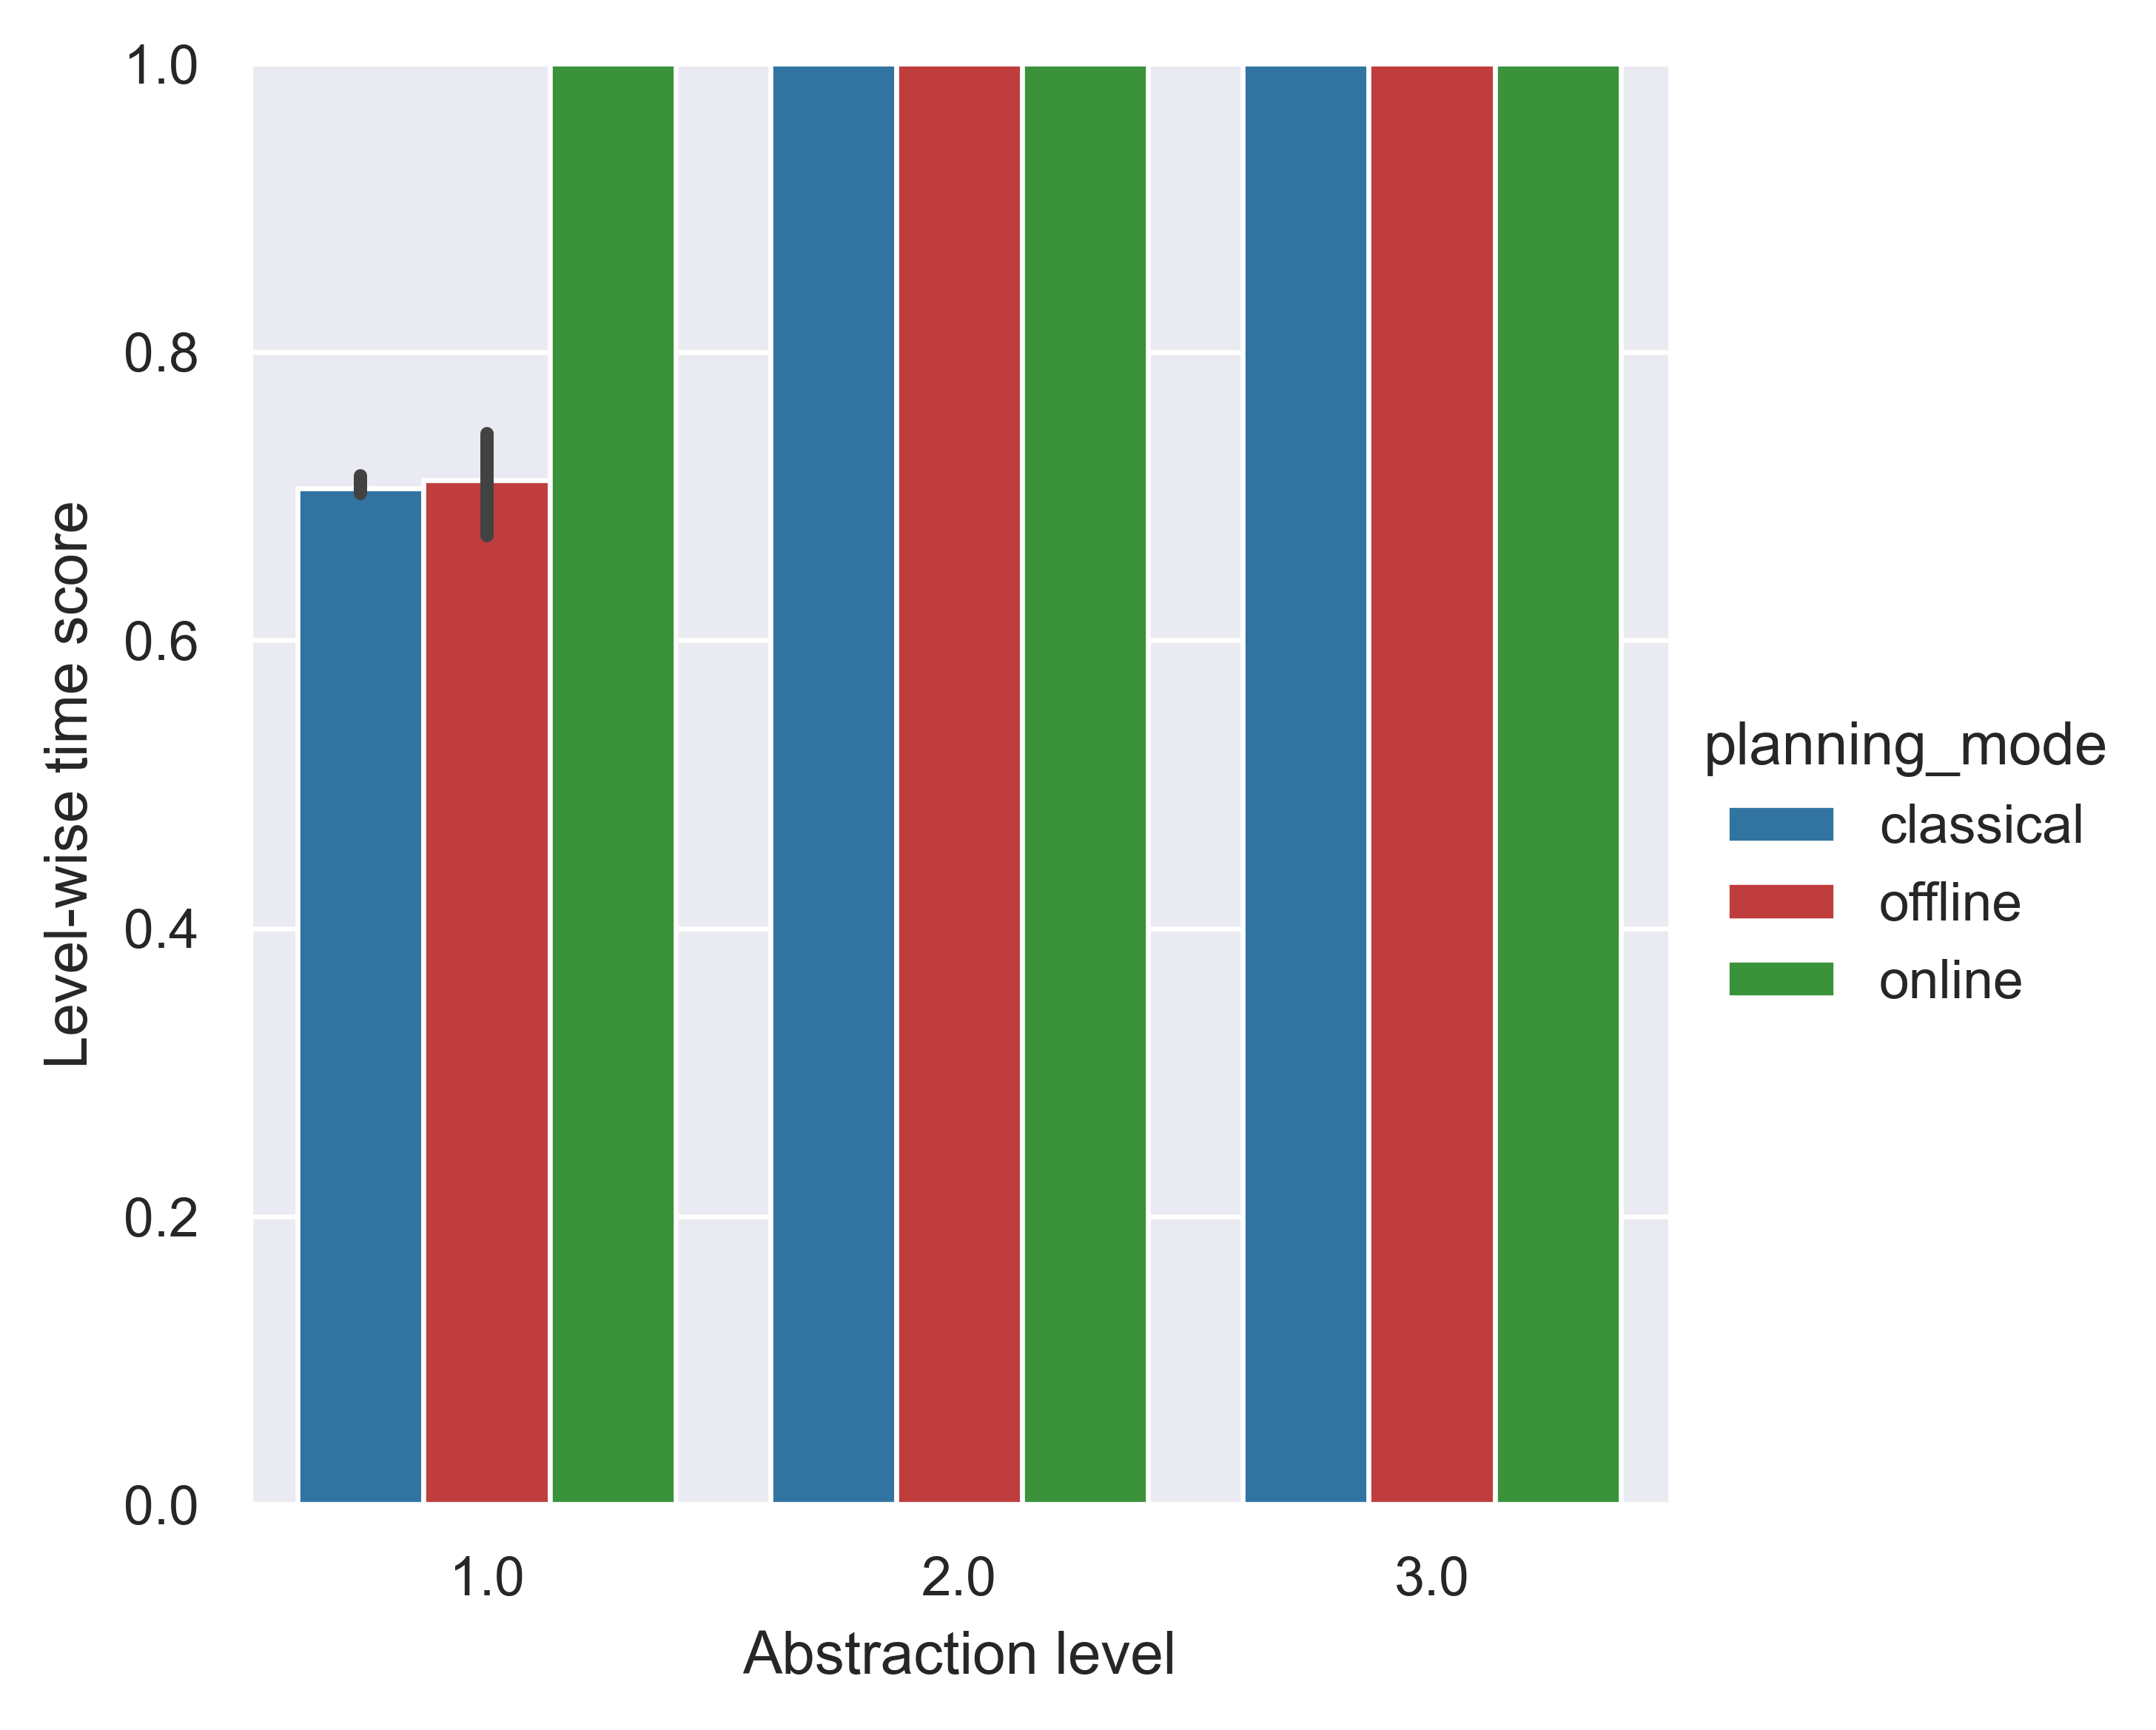 1.0
0.8
0.6
0.4
0.2
0.0
Level-wise time score
1.0 2.0 3.0
Abstraction level
planning_mode
classical
offline
online